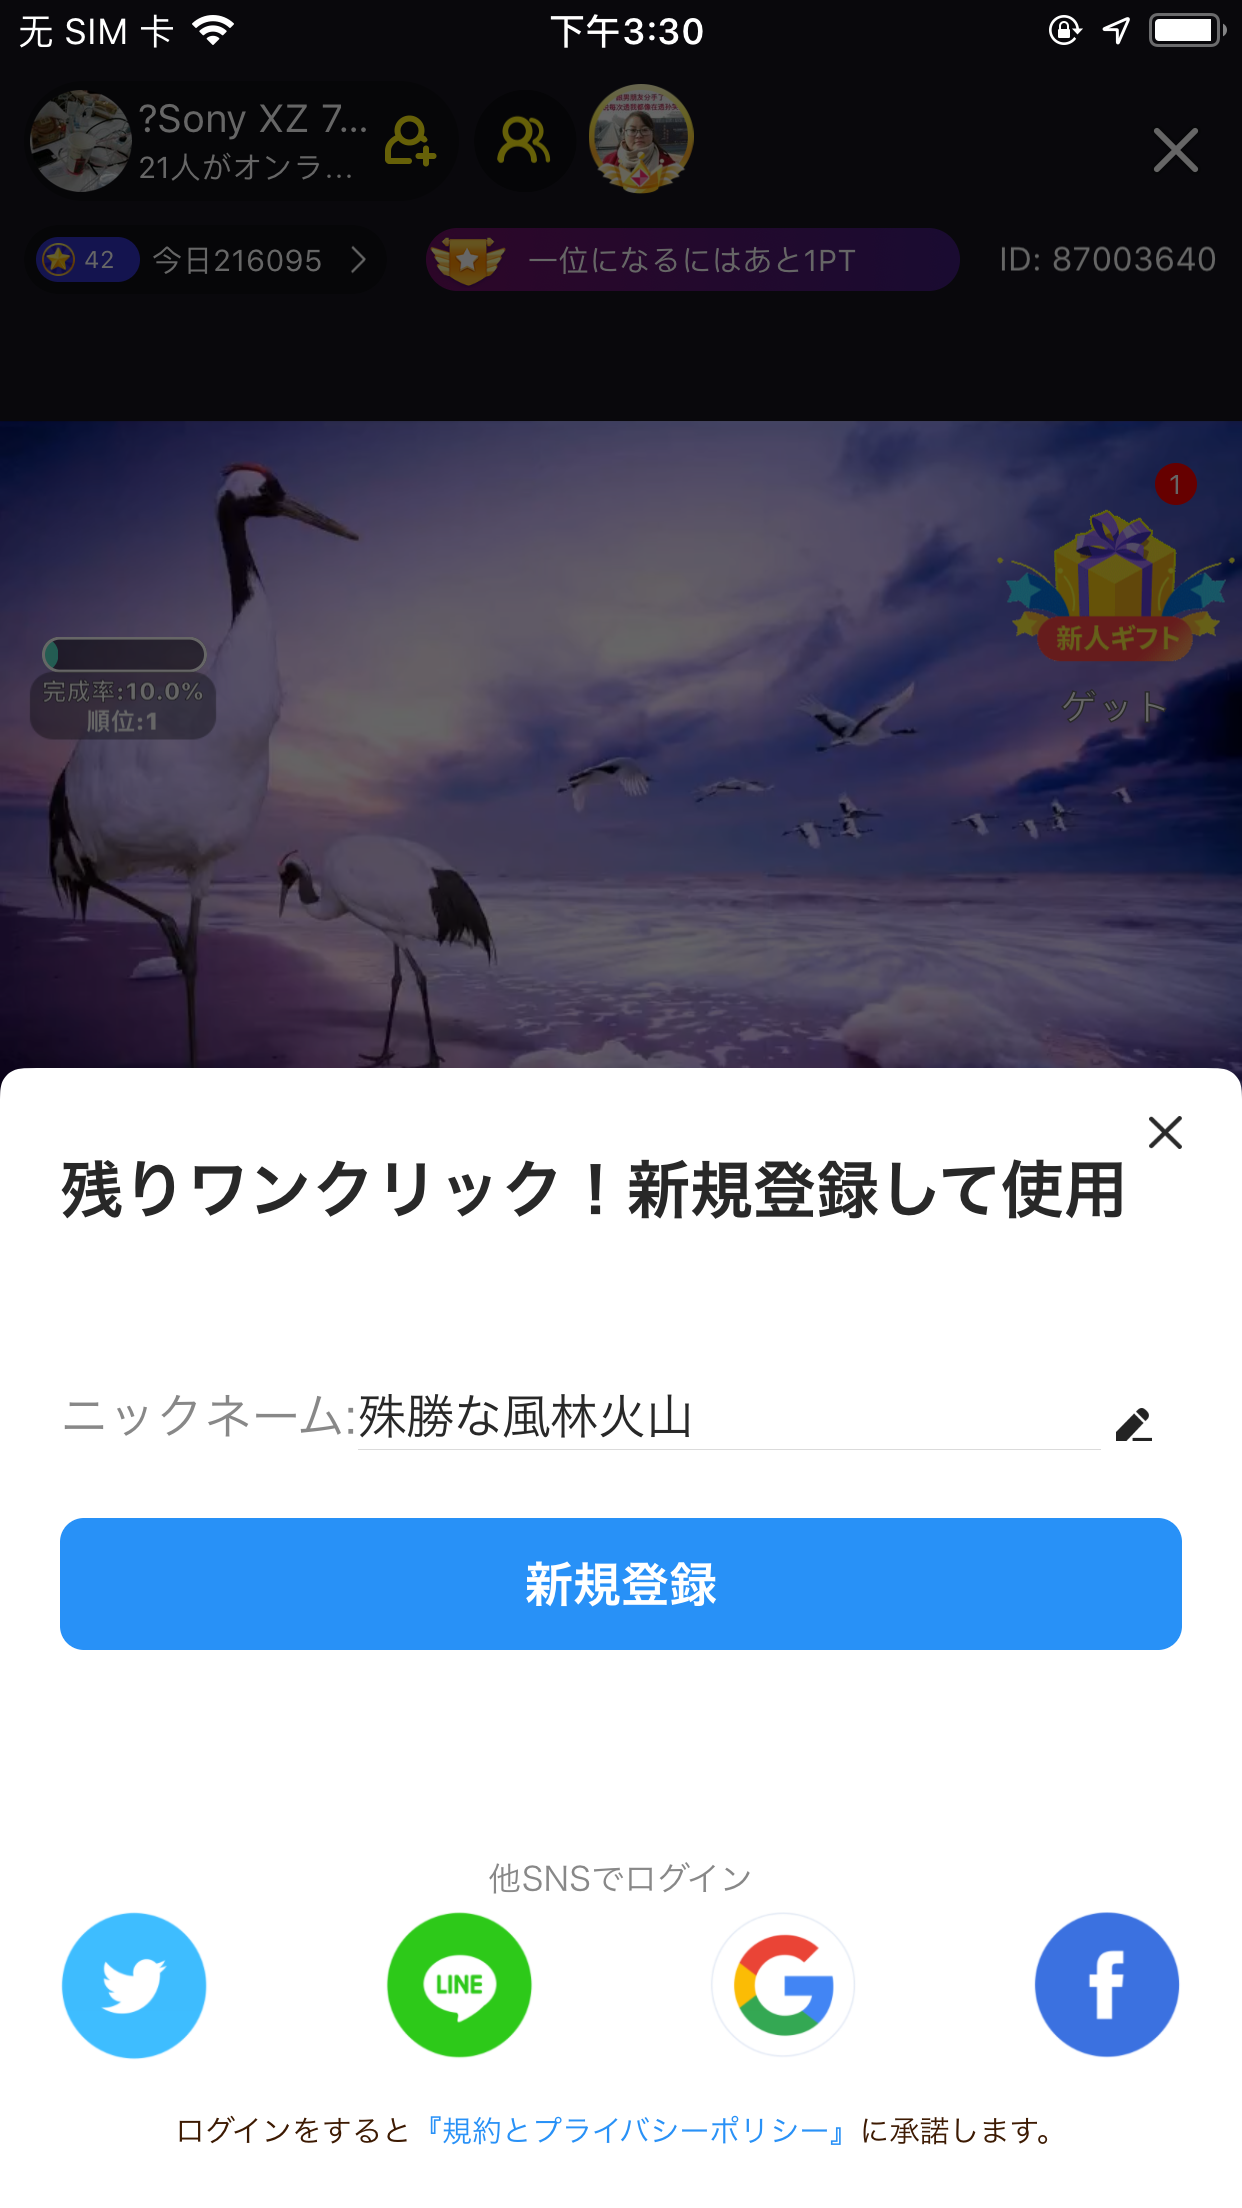 无 SIM 卡
下午3:30
?Sony XZ 7...
21人がオンラ...
42 今日216095
一位になるにはあと1PT
ID: 87003640
1
新人ギフト
ゲット
完成率:10.0%
順位:1
残りワンクリック！新規登録して使用
ニックネーム:殊勝な風林火山
新規登録
他SNSでログイン
LINE
ログインをすると『規約とプライバシーポリシー』に承諾します。